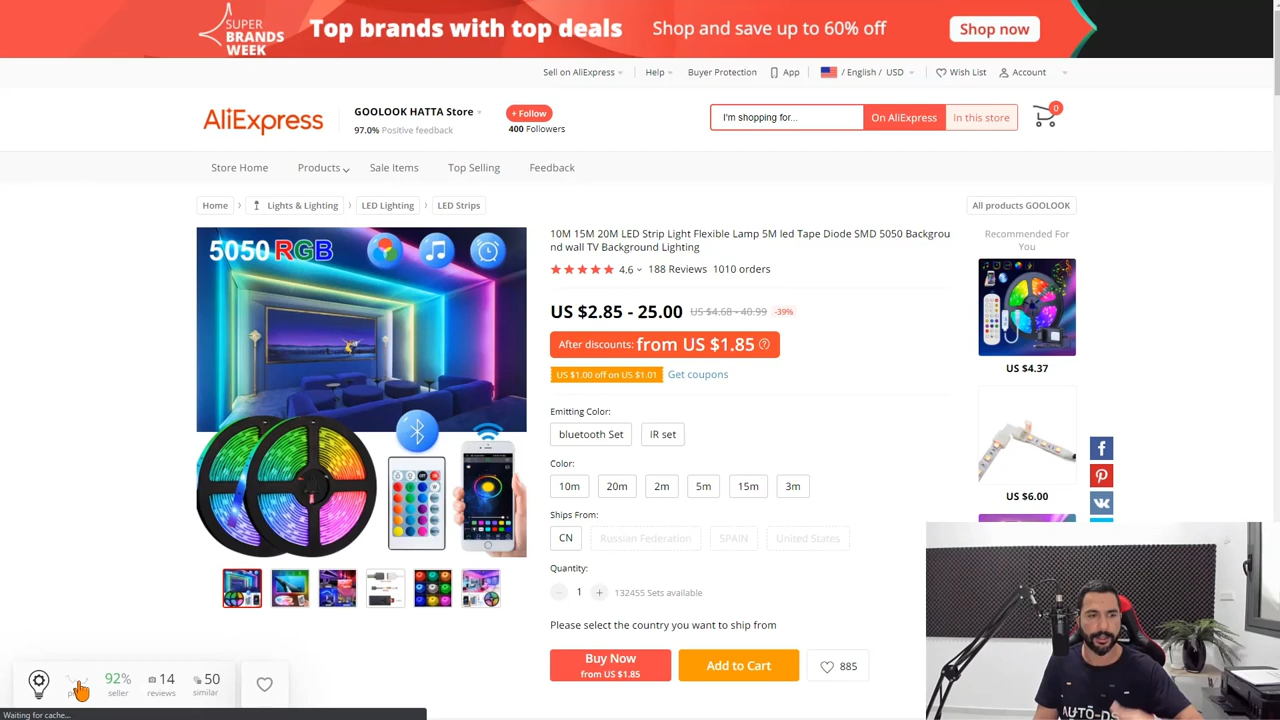 SUPER
BRANDS
WEEK
Top brands with top deals
Shop and save up to 60% off
Shop now
Sell on AliExpress
Help
Buyer Protection
App
/ English / USD
Wish List
Account
AliExpress
GOOLOOK HATTA Store
97.0% Positive feedback
+ Follow
400 Followers
I'm shopping for...
On AliExpress
In this store
0
Store Home
Products
Sale Items
Top Selling
Feedback
Home
Lights & Lighting
LED Lighting
LED Strips
All products GOOLOOK
5050 RGB
10M 15M 20M LED Strip Light Flexible Lamp 5M led Tape Diode SMD 5050 Backgrou
nd wall TV Background Lighting
4.6
188 Reviews
1010 orders
US $2.85 - 25.00
US $4.68 - 40.99
-39%
After discounts: from US $1.85
US $1.00 off on US $1.01
Get coupons
Emitting Color:
bluetooth Set
IR set
Color:
10m
20m
2m
5m
15m
3m
Ships From:
CN
Russian Federation
SPAIN
United States
Quantity:
1
132455 Sets available
Please select the country you want to ship from
Buy Now
from US $1.85
Add to Cart
885
Recommended For
You
US $4.37
US $6.00
92%
seller
14
reviews
50
similar
Waiting for cache...
AUTO-DS